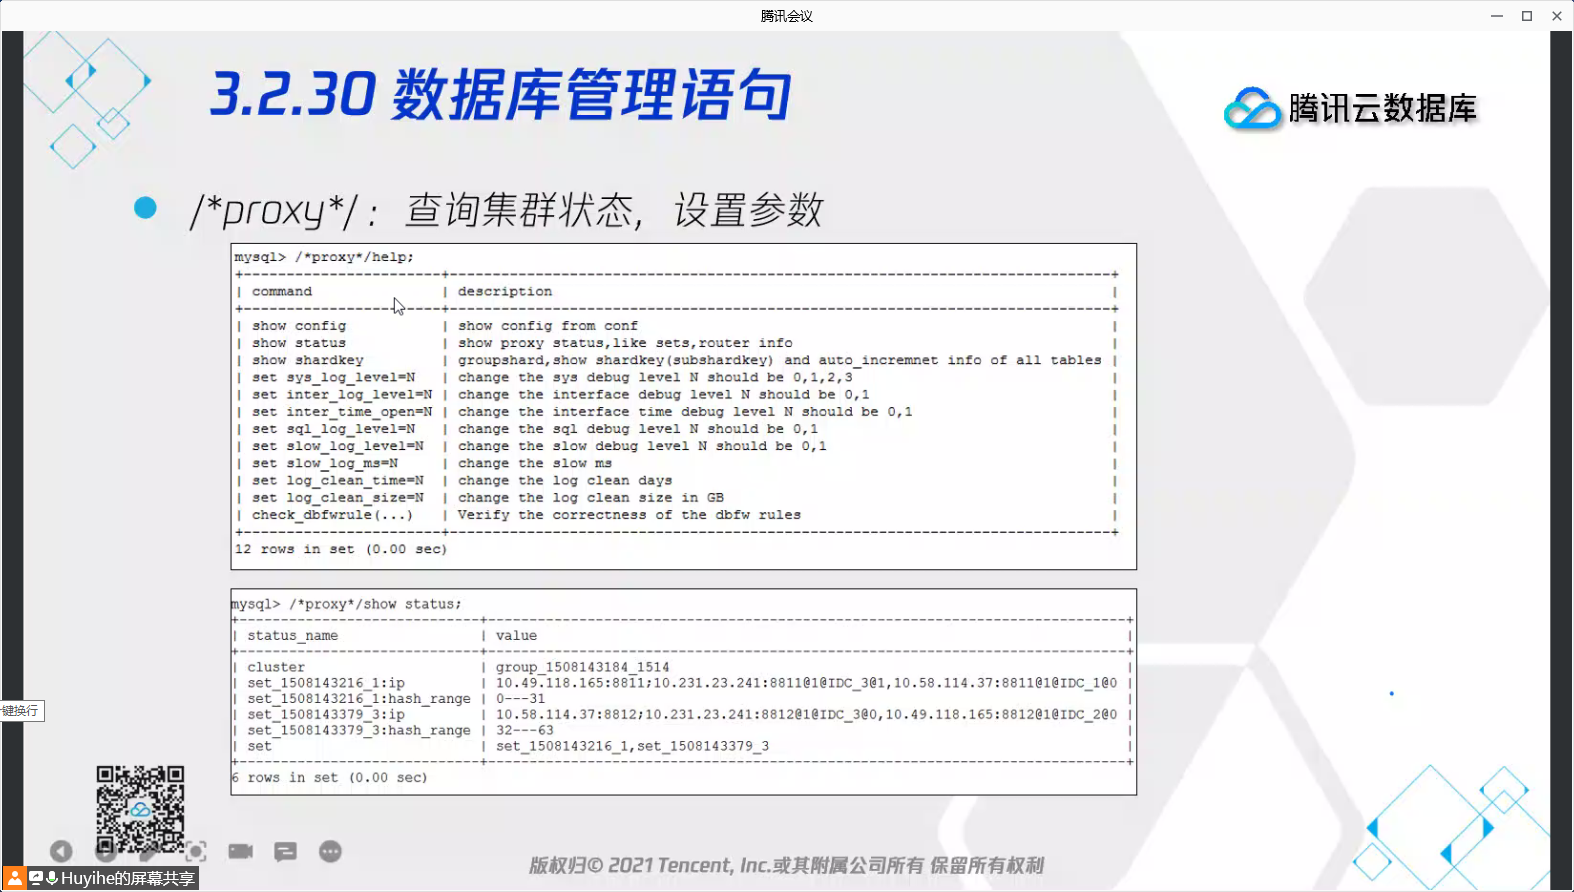 腾讯会议
3.2.30 数据库管理语句
腾讯云数据库
/*proxy*/： 查询集群状态，设置参数
mysql> /*proxy*/help;
+-----------------------+------------------------------------------------------------------------------+
| command | description |
+-----------------------+------------------------------------------------------------------------------+
| show config | show config from conf |
| show status | show proxy status,like sets,router info |
| show shardkey | groupshard,show shardkey(subshardkey) and auto_incremnet info of all tables |
| set sys_log_level=N | change the sys debug level N should be 0,1,2,3 |
| set inter_log_level=N | change the interface debug level N should be 0,1 |
| set inter_time_open=N | change the interface time debug level N should be 0,1 |
| set sql_log_level=N | change the sql debug level N should be 0,1 |
| set slow_log_level=N | change the slow debug level N should be 0,1 |
| set slow_log_ms=N | change the slow ms |
| set log_clean_time=N | change the log clean days |
| set log_clean_size=N | change the log clean size in GB |
| check_dbfwrule(...) | Verify the correctness of the dbfw rules |
+-----------------------+------------------------------------------------------------------------------+
12 rows in set (0.00 sec)
mysql> /*proxy*/show status;
+-----------------------------+----------------------------------------------------------------------------+
| status_name | value |
+-----------------------------+----------------------------------------------------------------------------+
| cluster | group_1508143184_1514 |
| set_1508143216_1:ip | 10.49.118.165:8811;10.231.23.241:8811@1@IDC_3@1,10.58.114.37:8811@1@IDC_1@0 |
| set_1508143216_1:hash_range | 0---31 |
| set_1508143379_3:ip | 10.58.114.37:8812;10.231.23.241:8812@1@IDC_3@0,10.49.118.165:8812@1@IDC_2@0 |
| set_1508143379_3:hash_range | 32---63 |
| set | set_1508143216_1,set_1508143379_3 |
+-----------------------------+----------------------------------------------------------------------------+
6 rows in set (0.00 sec)
键换行
版权归© 2021 Tencent, Inc.或其附属公司所有 保留所有权利
Huyihe的屏幕共享